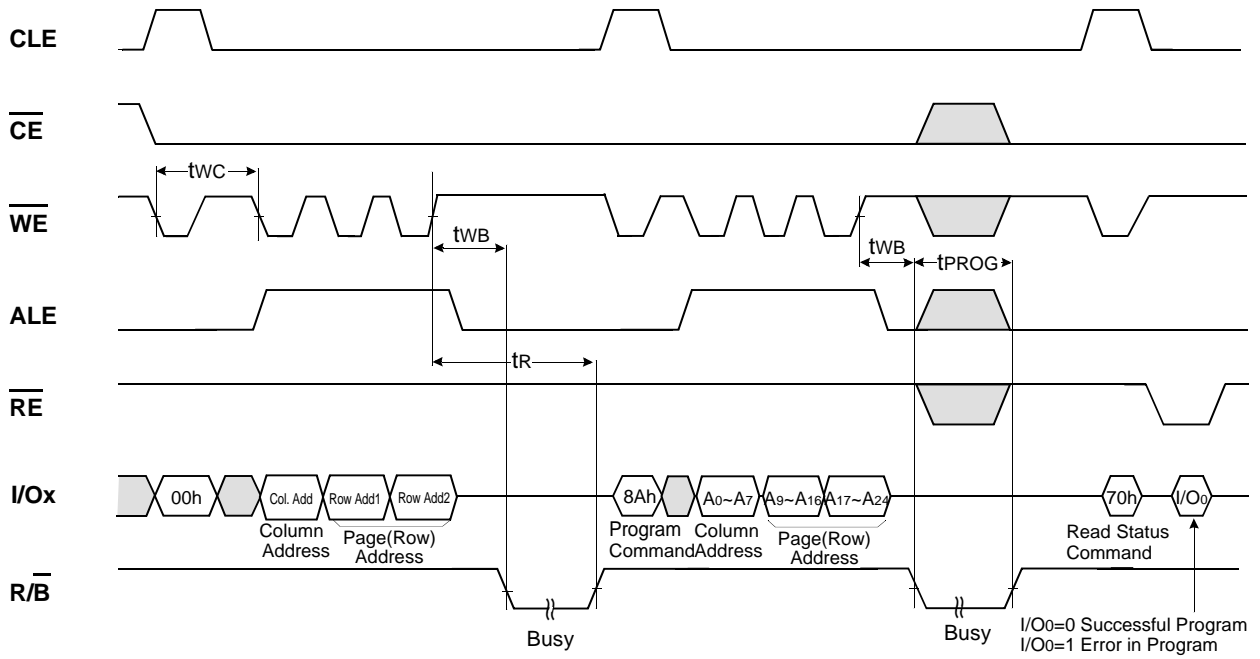 CLE
CE
tWC
WE
tWB
tWB
tPROG
ALE
tR
RE
I/Ox
00h
Col. Add
Row Add1
Row Add2
8Ah
A0~A7
A9~A16
A17~A24
70h
I/O0
Column
Address
Page(Row)
Address
Program
Command
Column
Address
Page(Row)
Address
Read Status
Command
R/B
Busy
Busy
I/O0=0 Successful Program
I/O0=1 Error in Program